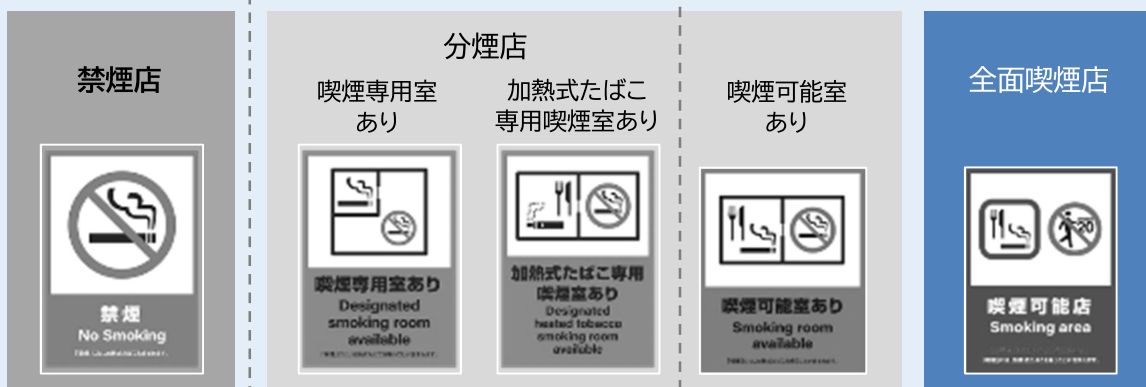 禁煙店
分煙店
喫煙専用室
あり
加熱式たばこ
専用喫煙室あり
喫煙可能室
あり
全面喫煙店
禁煙
No Smoking
喫煙専用室あり
Designated
smoking room
available
加熱式たばこ専用
喫煙室あり
Designated
heated tobacco
smoking room
available
喫煙可能室あり
Smoking room
available
20
喫煙可能店
Smoking area